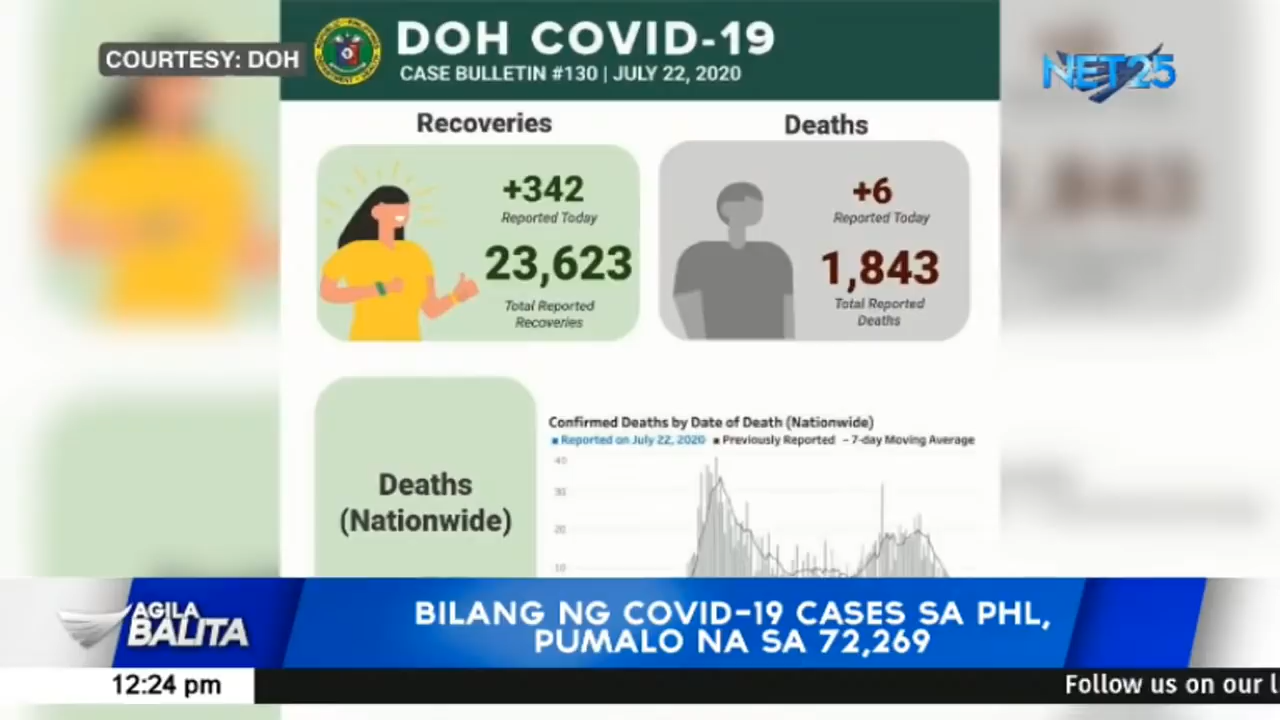 COURTESY: DOH
DOH COVID-19
CASE BULLETIN #130 | JULY 22, 2020
NET25
Recoveries
+342
Reported Today
23,623
Total Reported
Recoveries
Deaths
+6
Reported Today
1,843
Total Reported
Deaths
Deaths
(Nationwide)
Confirmed Deaths by Date of Death (Nationwide)
Reported on July 22, 2020 Previously Reported – 7-day Moving Average
40
30
20
10
AGILA
BALITA
BILANG NG COVID-19 CASES SA PHL,
PUMALO NA SA 72,269
12:24 pm
Follow us on our l